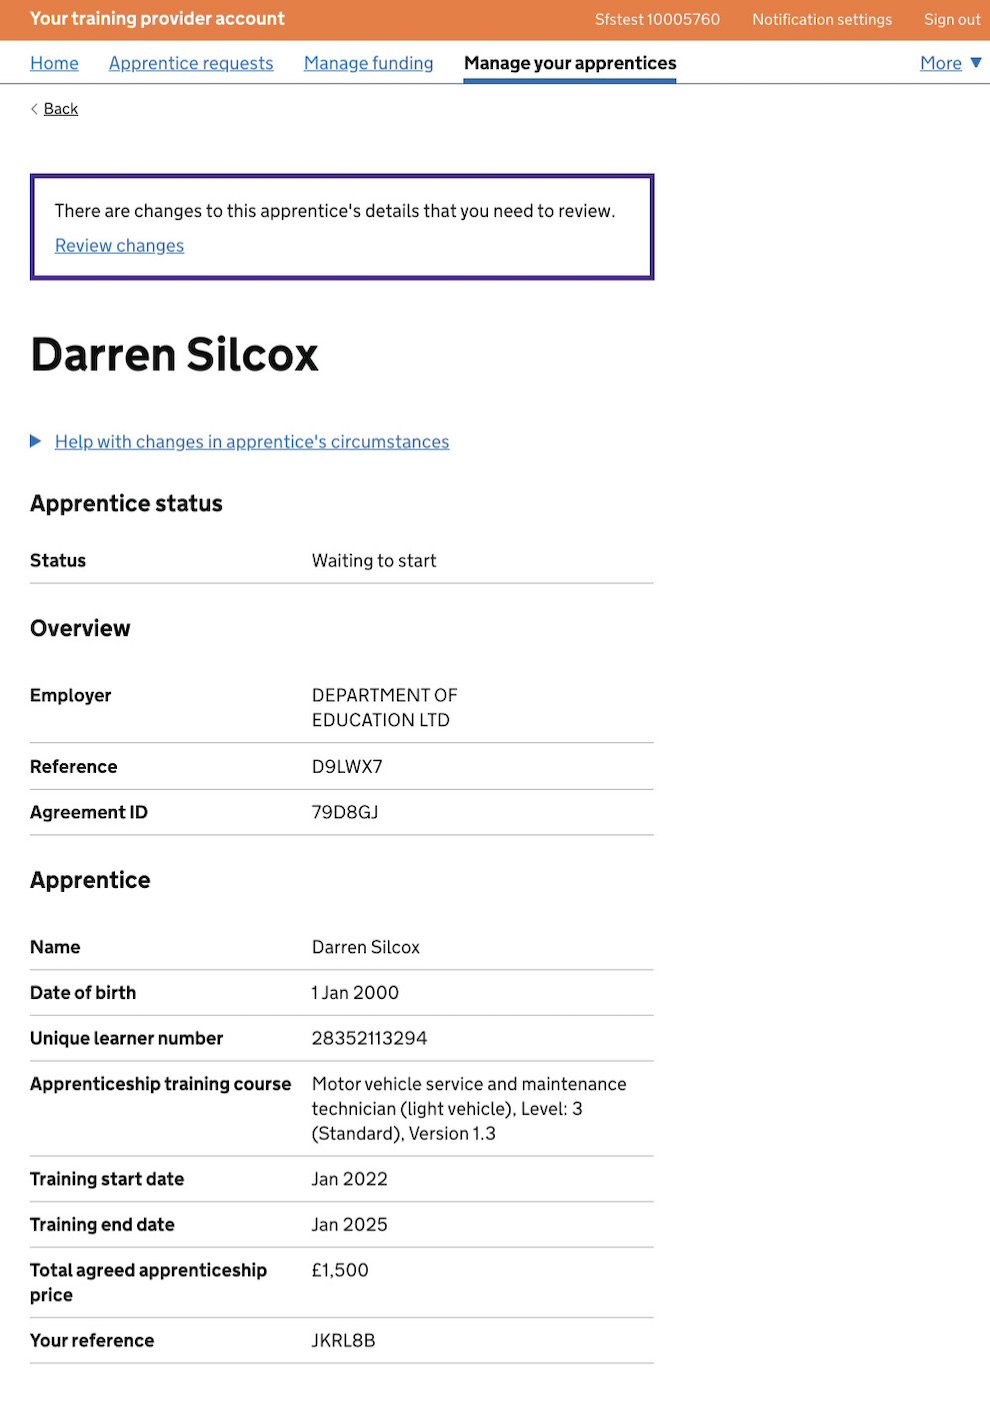 Your training provider account
Sfstest 10005760 Notification settings Sign out
Home Apprentice requests Manage funding Manage your apprentices More
Back
There are changes to this apprentice's details that you need to review.
Review changes
Darren Silcox
Help with changes in apprentice's circumstances
Apprentice status
Status Waiting to start
Overview
Employer DEPARTMENT OF
EDUCATION LTD
Reference D9LWX7
Agreement ID 79D8GJ
Apprentice
Name Darren Silcox
Date of birth 1 Jan 2000
Unique learner number 28352113294
Apprenticeship training course Motor vehicle service and maintenance
technician (light vehicle), Level: 3
(Standard), Version 1.3
Training start date Jan 2022
Training end date Jan 2025
Total agreed apprenticeship £1,500
price
Your reference JKRL8B